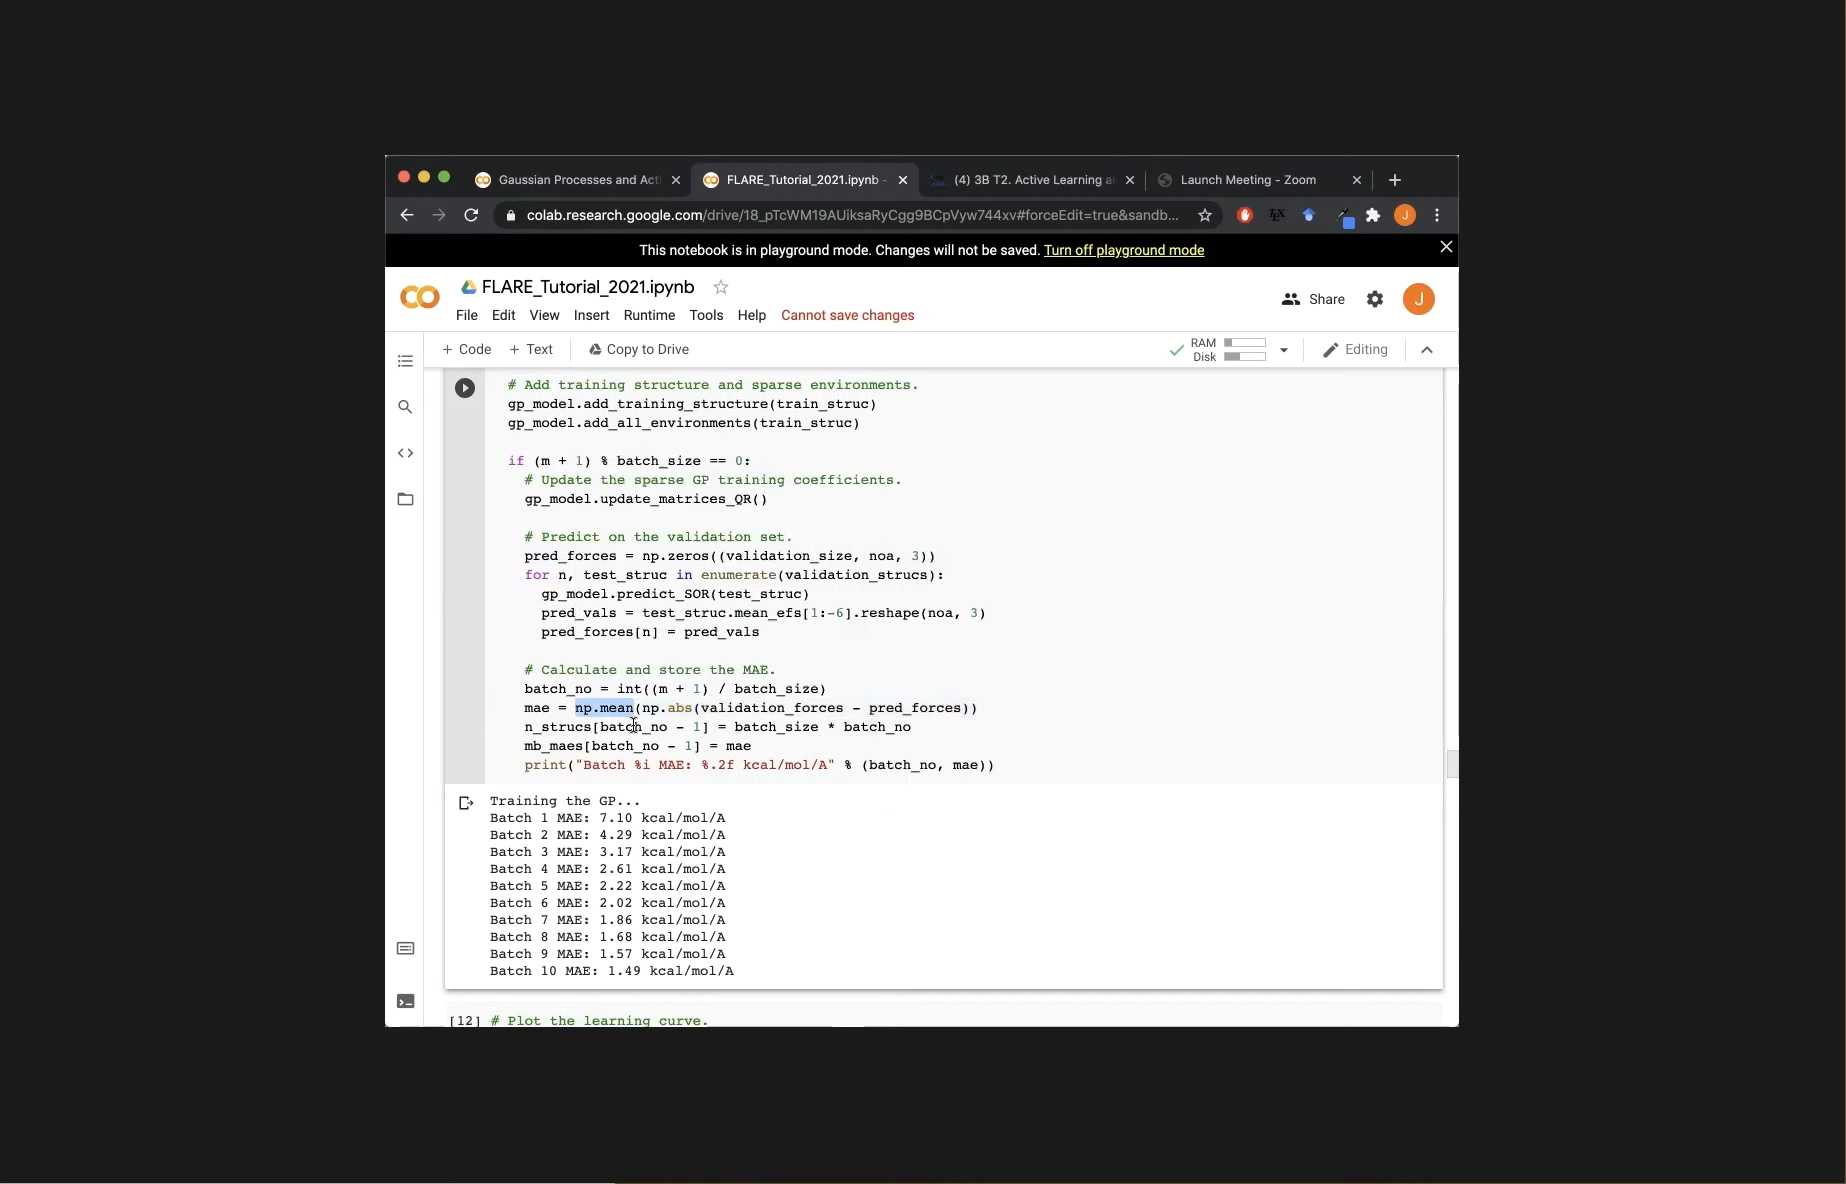 Gaussian Processes and Acti
FLARE_Tutorial_2021.ipynb -
(4) 3B T2. Active Learning a
Launch Meeting - Zoom
colab.research.google.com/drive/18_pTcWM19AUiksaRyCgg9BCpVyw744xv#forceEdit=true&sandb...
J
This notebook is in playground mode. Changes will not be saved. Turn off playground mode
CO
FLARE_Tutorial_2021.ipynb
Share
J
File Edit View Insert Runtime Tools Help Cannot save changes
+ Code + Text Copy to Drive
RAM
Disk
Editing
# Add training structure and sparse environments.
gp_model.add_training_structure(train_struc)
gp_model.add_all_environments(train_struc)
if (m + 1) % batch_size == 0:
# Update the sparse GP training coefficients.
gp_model.update_matrices_QR()
# Predict on the validation set.
pred_forces = np.zeros((validation_size, noa, 3))
for n, test_struc in enumerate(validation_strucs):
gp_model.predict_SOR(test_struc)
pred_vals = test_struc.mean_efs[1:-6].reshape(noa, 3)
pred_forces[n] = pred_vals
# Calculate and store the MAE.
batch_no = int((m + 1) / batch_size)
mae = np.mean(np.abs(validation_forces - pred_forces))
n_strucs[batch_no - 1] = batch_size * batch_no
mb_maes[batch_no - 1] = mae
print("Batch %i MAE: %.2f kcal/mol/A" % (batch_no, mae))
Training the GP...
Batch 1 MAE: 7.10 kcal/mol/A
Batch 2 MAE: 4.29 kcal/mol/A
Batch 3 MAE: 3.17 kcal/mol/A
Batch 4 MAE: 2.61 kcal/mol/A
Batch 5 MAE: 2.22 kcal/mol/A
Batch 6 MAE: 2.02 kcal/mol/A
Batch 7 MAE: 1.86 kcal/mol/A
Batch 8 MAE: 1.68 kcal/mol/A
Batch 9 MAE: 1.57 kcal/mol/A
Batch 10 MAE: 1.49 kcal/mol/A
[12] # Plot the learning curve.